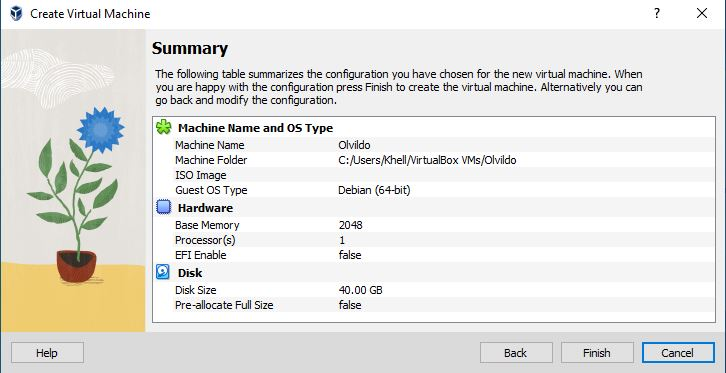 Create Virtual Machine
?
Summary
The following table summarizes the configuration you have chosen for the new virtual machine. When
you are happy with the configuration press Finish to create the virtual machine. Alternatively you can
go back and modify the configuration.
Machine Name and OS Type
Machine Name Olvildo
Machine Folder C:/Users/Khell/VirtualBox VMs/Olvildo
ISO Image
Guest OS Type Debian (64-bit)
Hardware
Base Memory 2048
Processor(s) 1
EFI Enable false
Disk
Disk Size 40.00 GB
Pre-allocate Full Size false
Help Back Finish Cancel